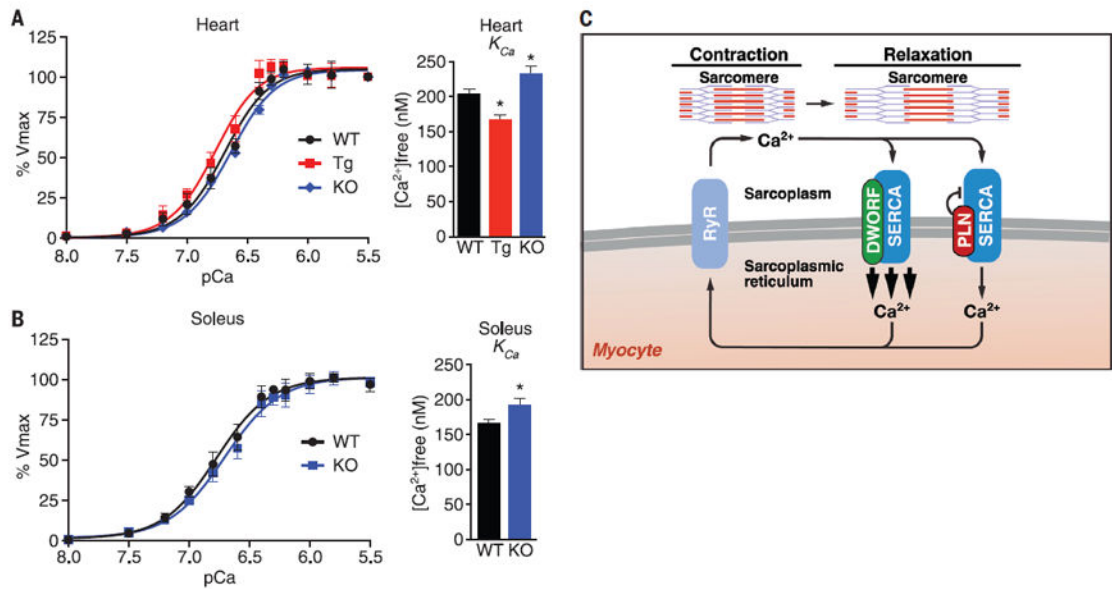 A
Heart
% Vmax
125
100
75
50
25
0
8.0 7.5 7.0 6.5 6.0 5.5
pCa
WT
Tg
KO
Heart
K_Ca
[Ca²⁺]free (nM)
250
200
150
100
50
0
*
*
WT Tg KO
B
Soleus
% Vmax
125
100
75
50
25
0
8.0 7.5 7.0 6.5 6.0 5.5
pCa
WT
KO
Soleus
K_Ca
[Ca²⁺]free (nM)
250
200
150
100
50
0
*
WT KO
C
Contraction Relaxation
Sarcomere Sarcomere
Ca²⁺
RyR
Sarcoplasm
DWORF
SERCA
PLN
SERCA
Sarcoplasmic
reticulum
Ca²⁺ Ca²⁺
Myocyte